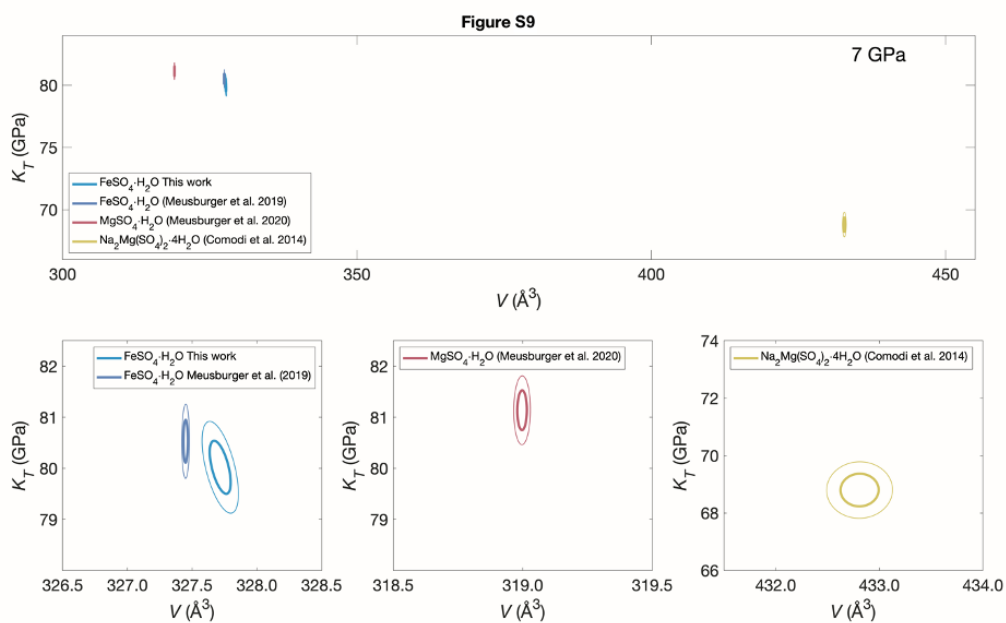 Figure S9
7 GPa
80
75
70
K_T (GPa)
FeSO₄·H₂O This work
FeSO₄·H₂O (Meusburger et al. 2019)
MgSO₄·H₂O (Meusburger et al. 2020)
Na₂Mg(SO₄)₂·4H₂O (Comodi et al. 2014)
300 350 400 450
V (Å³)
FeSO₄·H₂O This work
FeSO₄·H₂O Meusburger et al. (2019)
82
81
80
79
K_T (GPa)
326.5 327.0 327.5 328.0 328.5
V (Å³)
MgSO₄·H₂O (Meusburger et al. 2020)
82
81
80
79
K_T (GPa)
318.5 319.0 319.5
V (Å³)
Na₂Mg(SO₄)₂·4H₂O (Comodi et al. 2014)
74
72
70
68
66
K_T (GPa)
432.0 433.0 434.0
V (Å³)